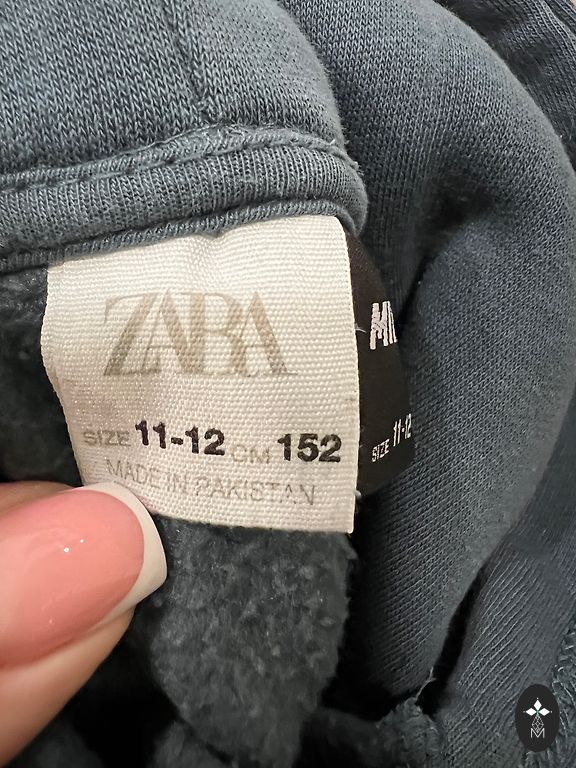 ZARA
SIZE 11-12 CM 152
MADE IN PAKISTAN
SIZE 11-12
M